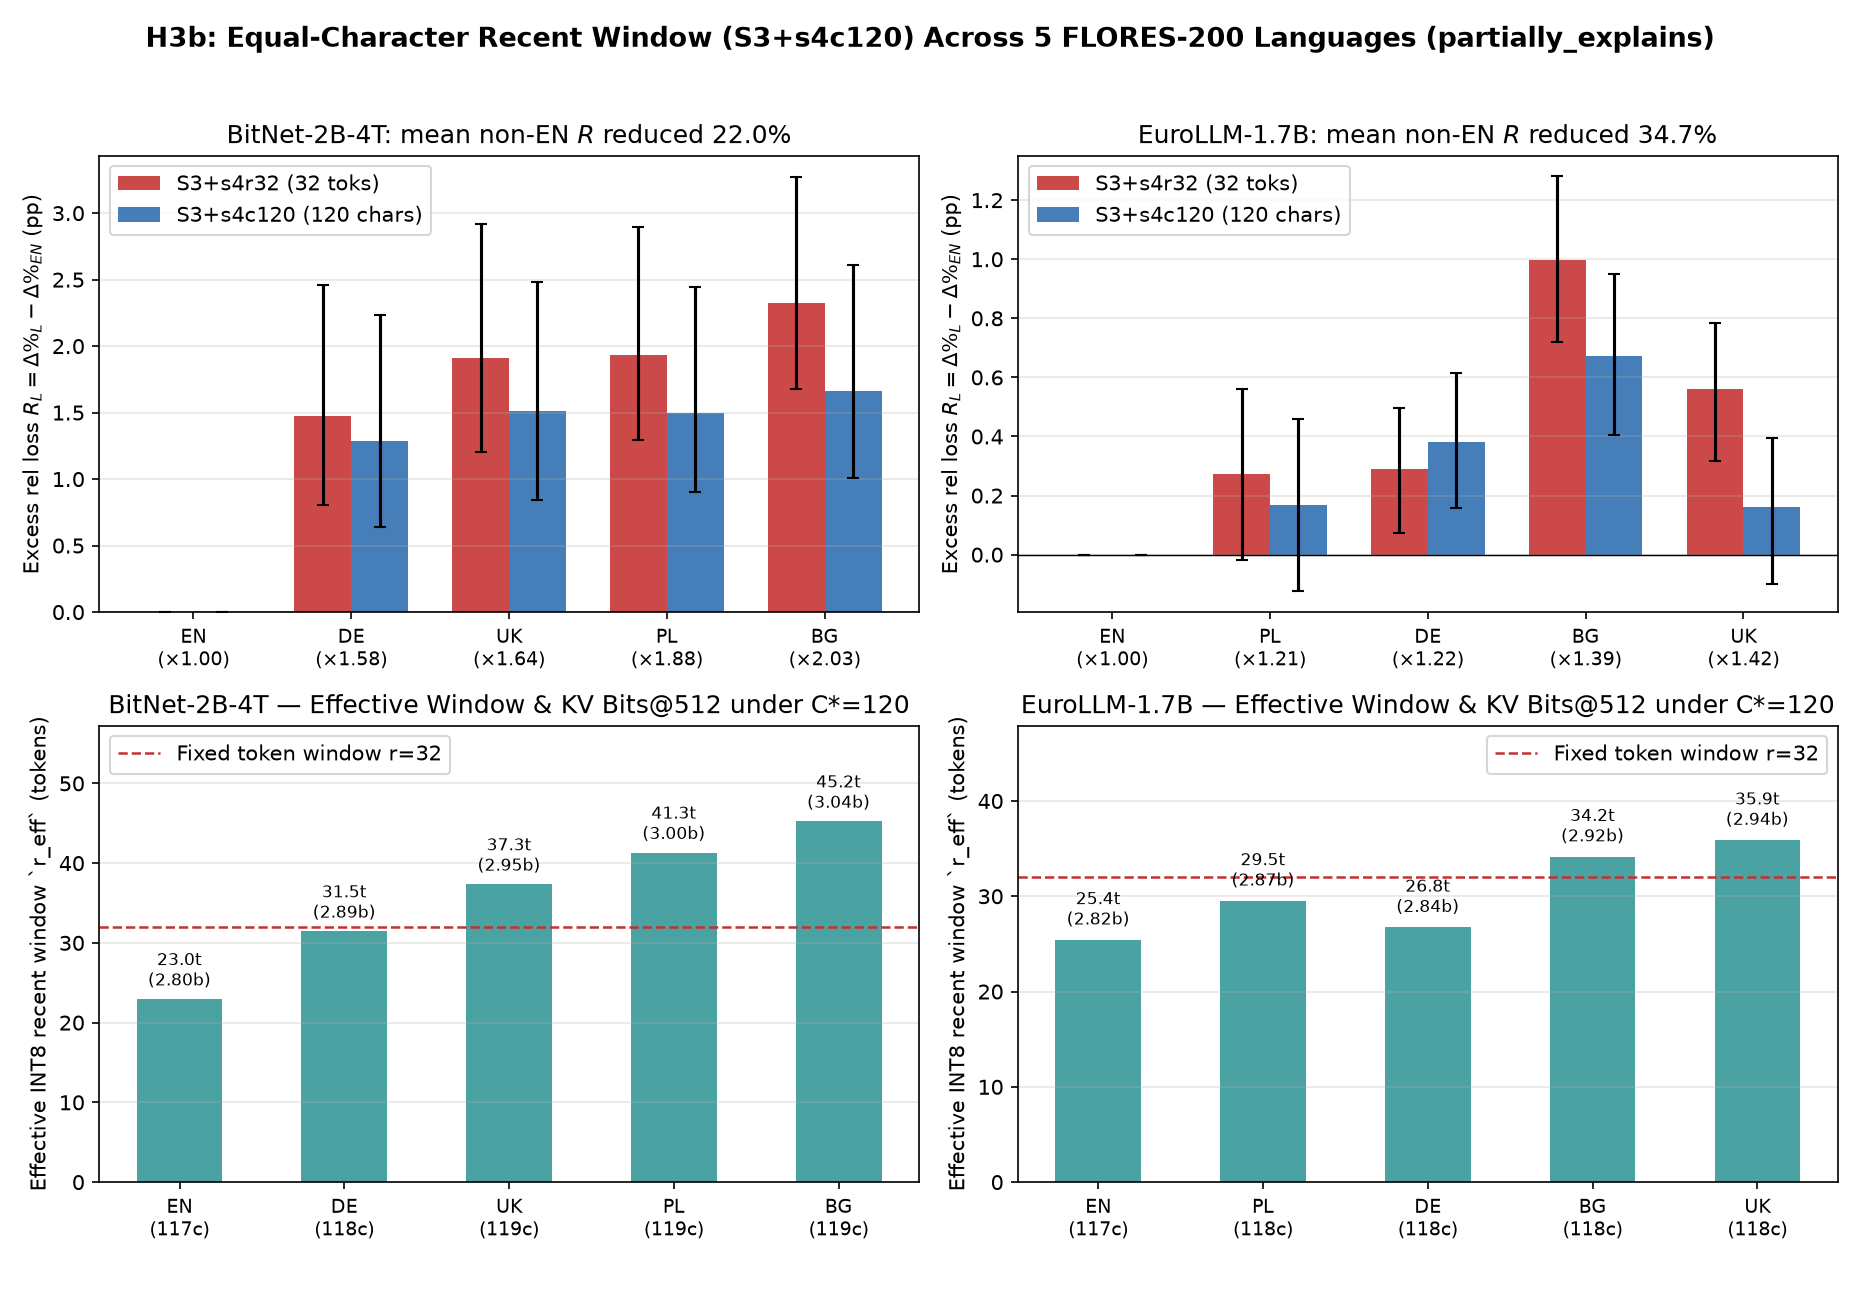 H3b: Equal-Character Recent Window (S3+s4c120) Across 5 FLORES-200 Languages (partially_explains)
BitNet-2B-4T: mean non-EN R reduced 22.0%
Excess rel loss R_L = Δ%_L − Δ%_EN (pp)
S3+s4r32 (32 toks)
S3+s4c120 (120 chars)
3.0
2.5
2.0
1.5
1.0
0.5
0.0
EN DE UK PL BG
(×1.00) (×1.58) (×1.64) (×1.88) (×2.03)
EuroLLM-1.7B: mean non-EN R reduced 34.7%
Excess rel loss R_L = Δ%_L − Δ%_EN (pp)
S3+s4r32 (32 toks)
S3+s4c120 (120 chars)
1.2
1.0
0.8
0.6
0.4
0.2
0.0
EN PL DE BG UK
(×1.00) (×1.21) (×1.22) (×1.39) (×1.42)
BitNet-2B-4T — Effective Window & KV Bits@512 under C*=120
Effective INT8 recent window `r_eff` (tokens)
Fixed token window r=32
50
40
30
20
10
0
23.0t
(2.80b)
31.5t
(2.89b)
37.3t
(2.95b)
41.3t
(3.00b)
45.2t
(3.04b)
EN DE UK PL BG
(117c) (118c) (119c) (119c) (119c)
EuroLLM-1.7B — Effective Window & KV Bits@512 under C*=120
Effective INT8 recent window `r_eff` (tokens)
Fixed token window r=32
40
30
20
10
0
25.4t
(2.82b)
29.5t
(2.87b)
26.8t
(2.84b)
34.2t
(2.92b)
35.9t
(2.94b)
EN PL DE BG UK
(117c) (118c) (118c) (118c) (118c)